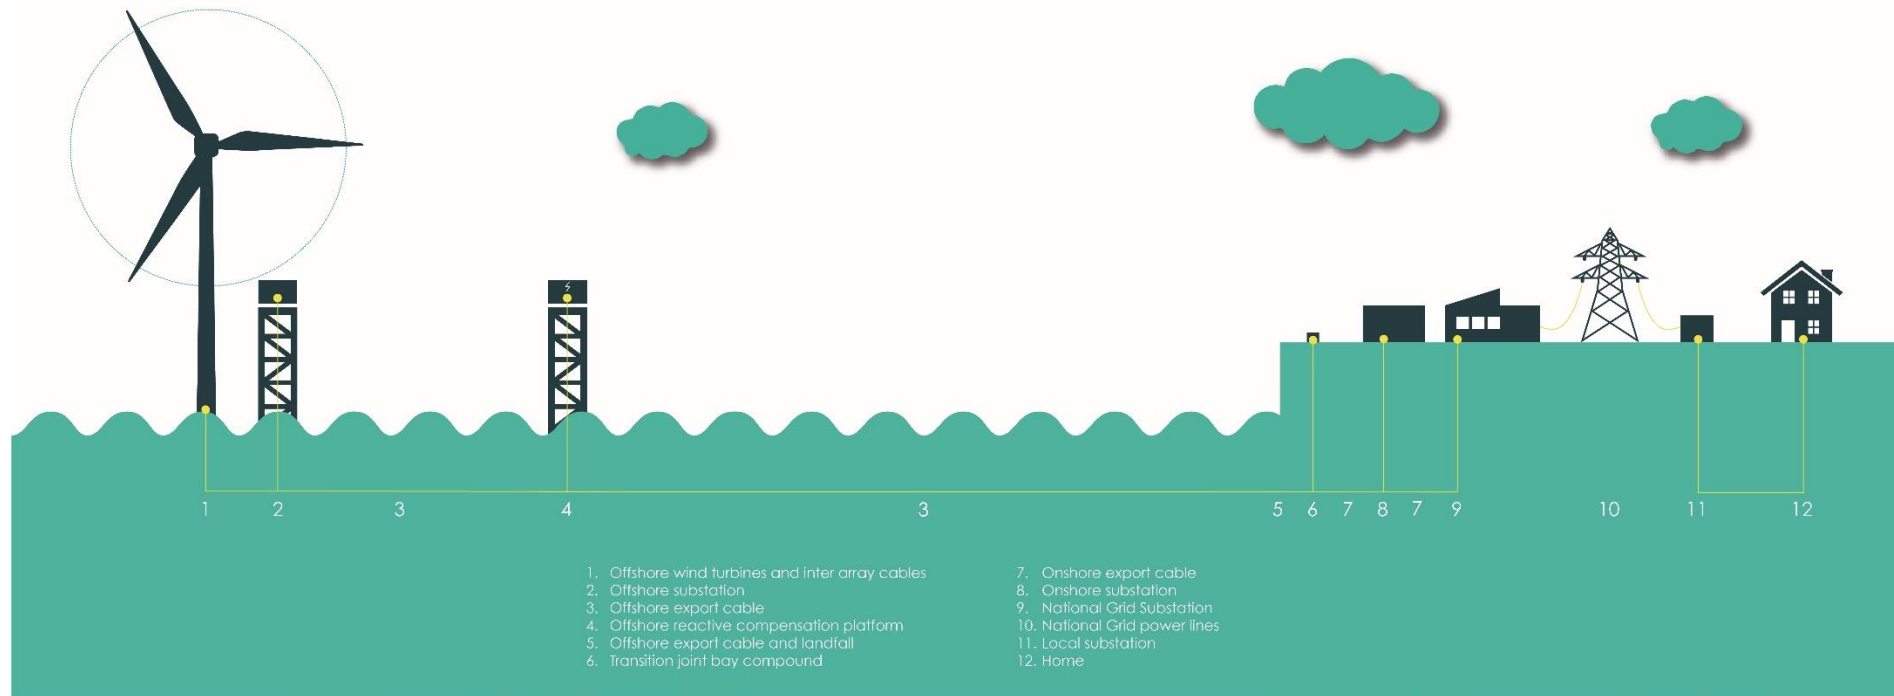 1 2 3 4 3 5 6 7 8 7 9 10 11 12
1. Offshore wind turbines and inter array cables
2. Offshore substation
3. Offshore export cable
4. Offshore reactive compensation platform
5. Offshore export cable and landfall
6. Transition joint bay compound
7. Onshore export cable
8. Onshore substation
9. National Grid Substation
10. National Grid power lines
11. Local substation
12. Home